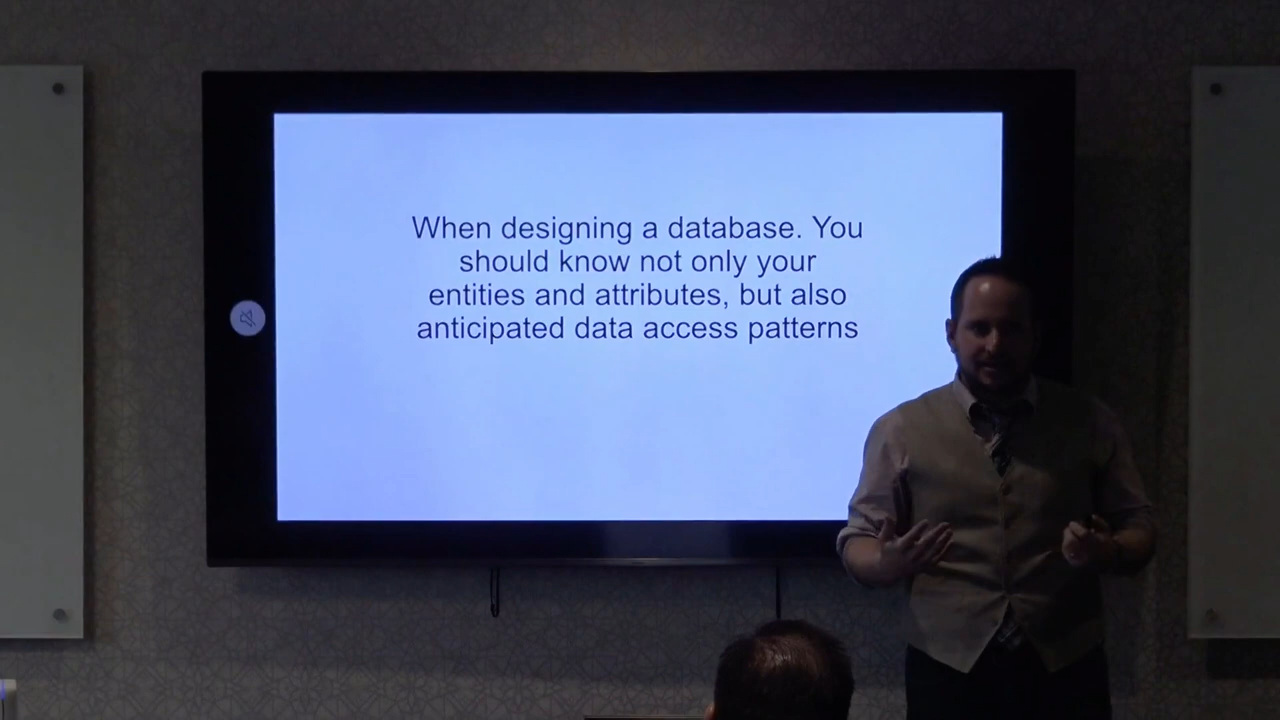 When designing a database. You
should know not only your
entities and attributes, but also
anticipated data access patterns